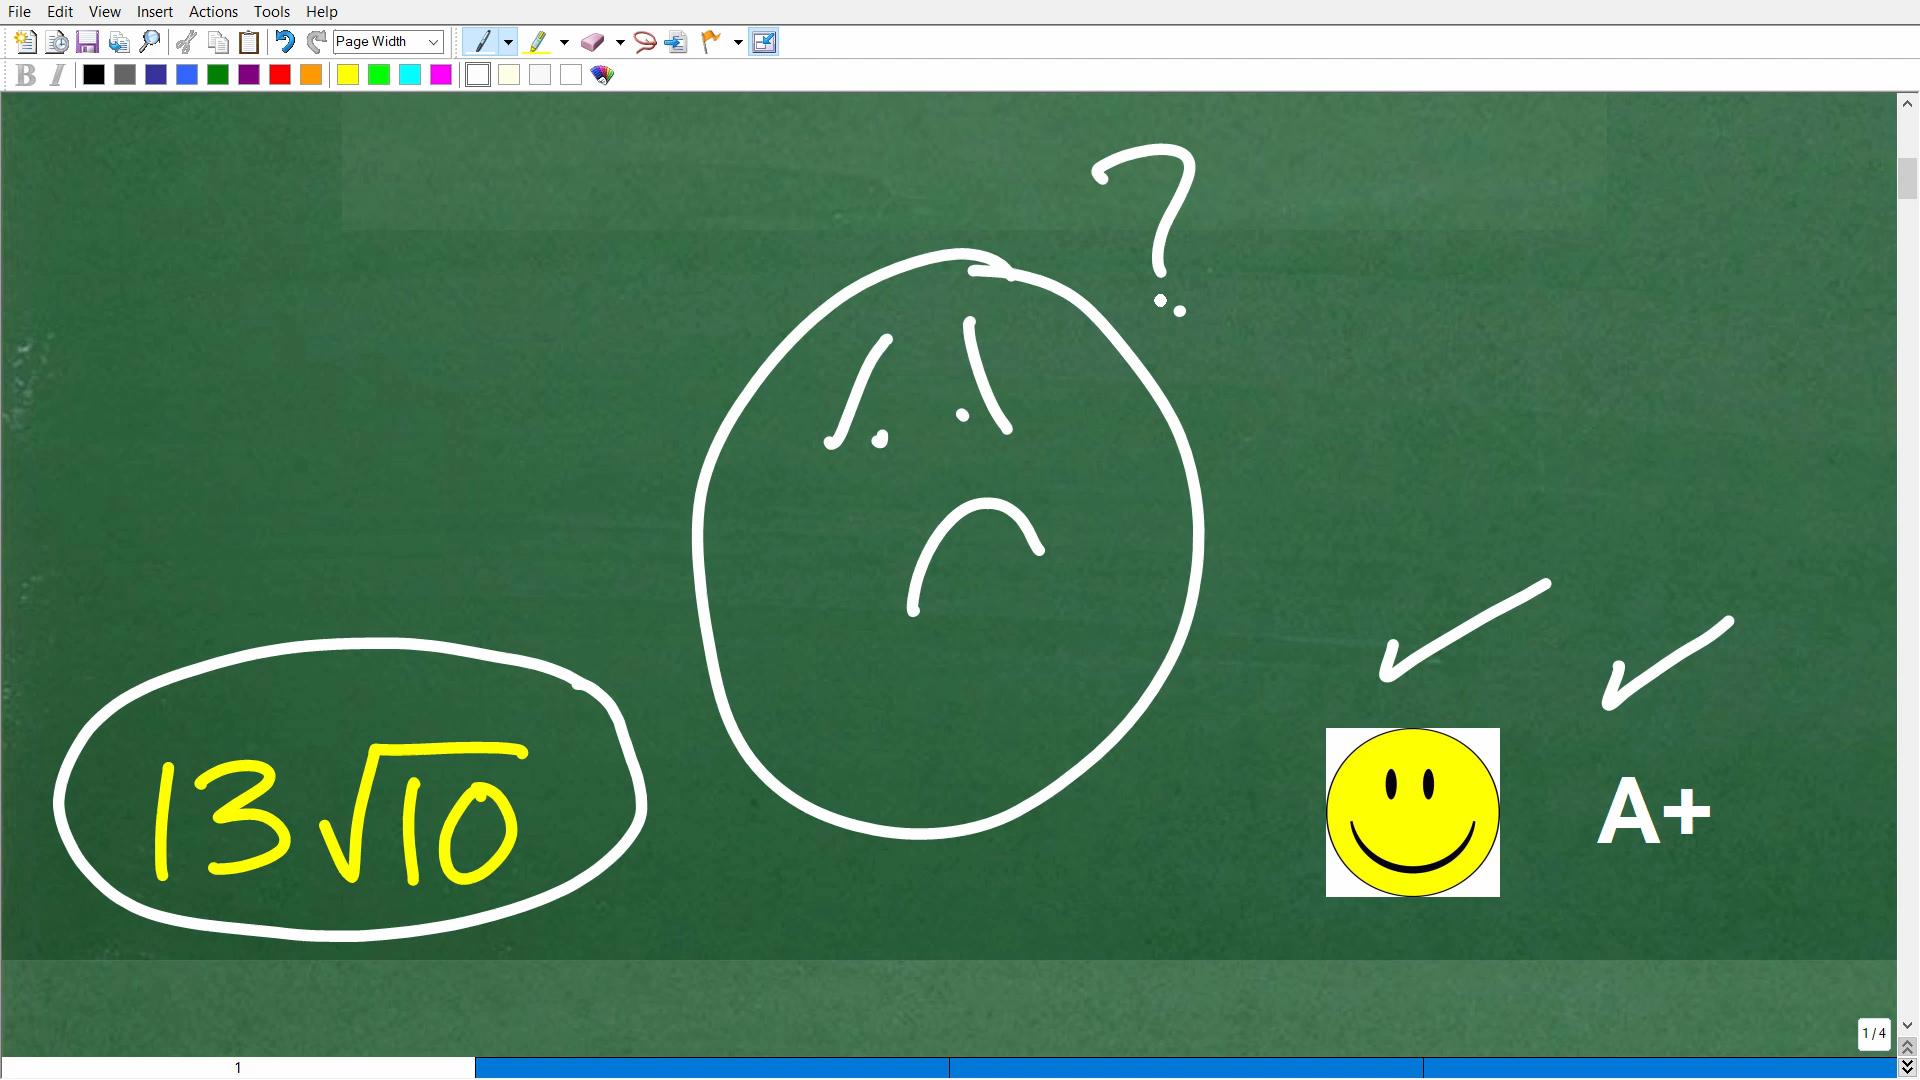 File Edit View Insert Actions Tools Help
Page Width
B I
?
13√10
A+
1 / 4
1